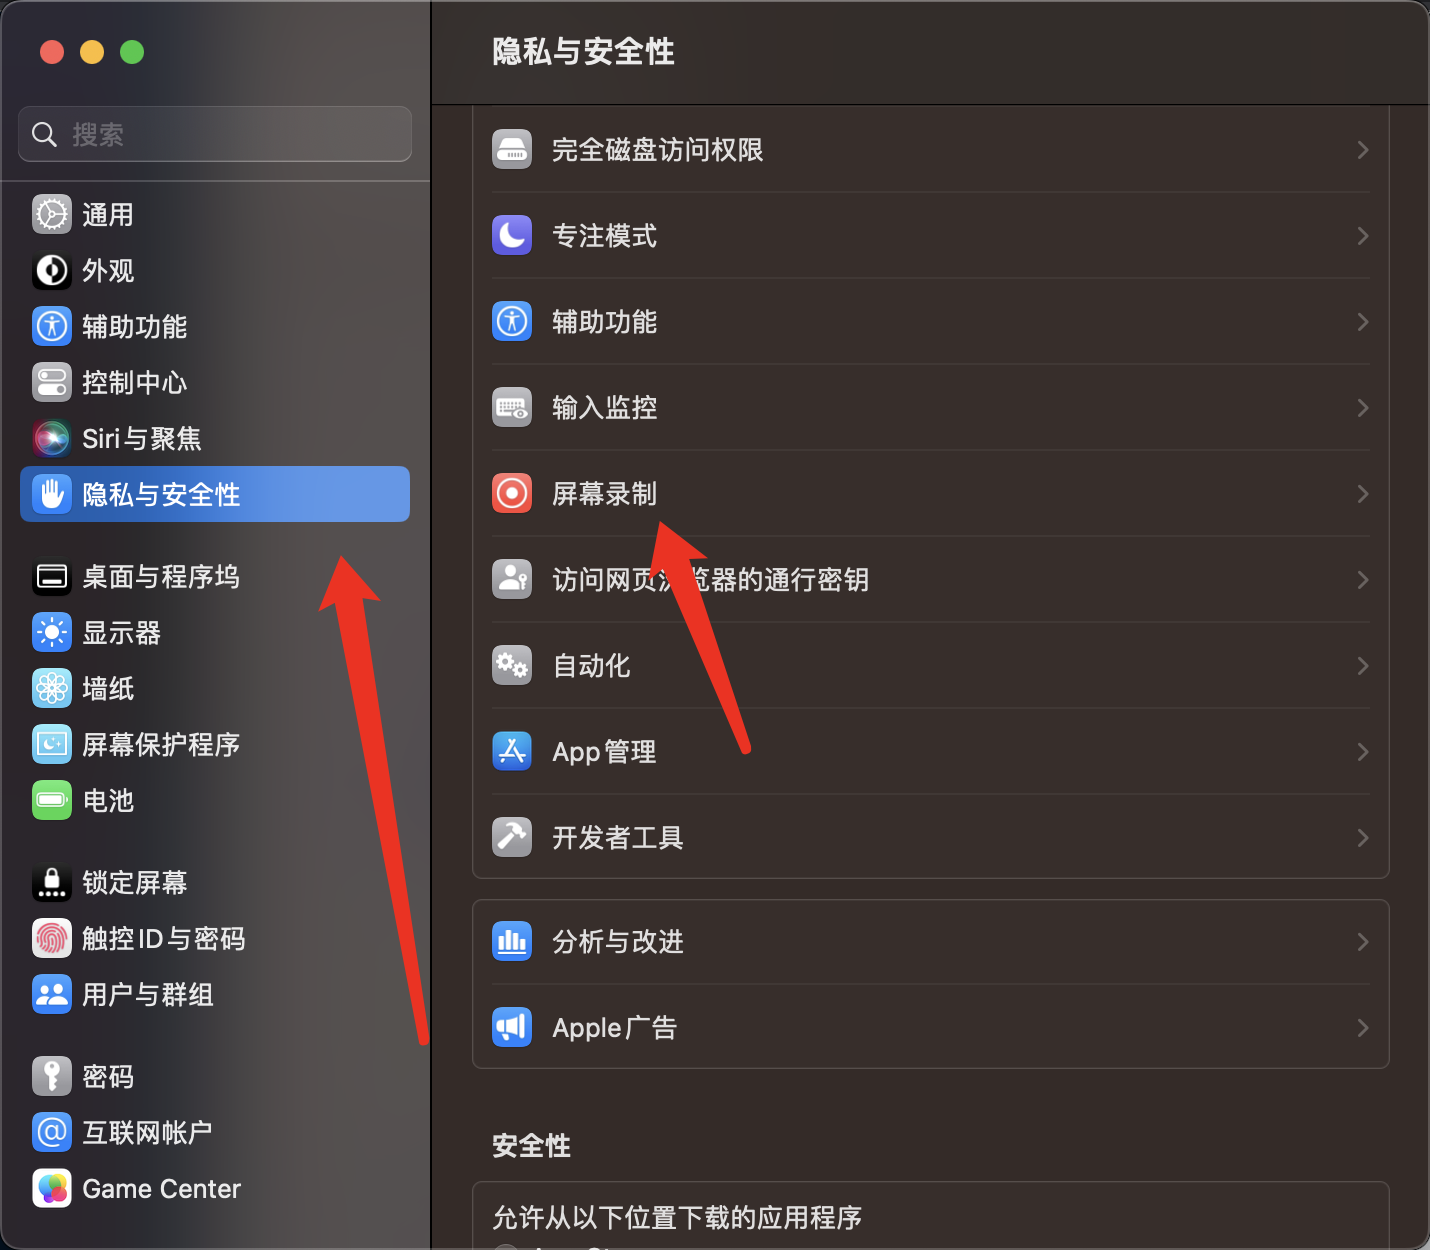 搜索
通用
外观
辅助功能
控制中心
Siri与聚焦
隐私与安全性
桌面与程序坞
显示器
墙纸
屏幕保护程序
电池
锁定屏幕
触控ID与密码
用户与群组
密码
互联网帐户
Game Center
隐私与安全性
完全磁盘访问权限
专注模式
辅助功能
输入监控
屏幕录制
访问网页浏览器的通行密钥
自动化
App管理
开发者工具
分析与改进
Apple广告
安全性
允许从以下位置下载的应用程序